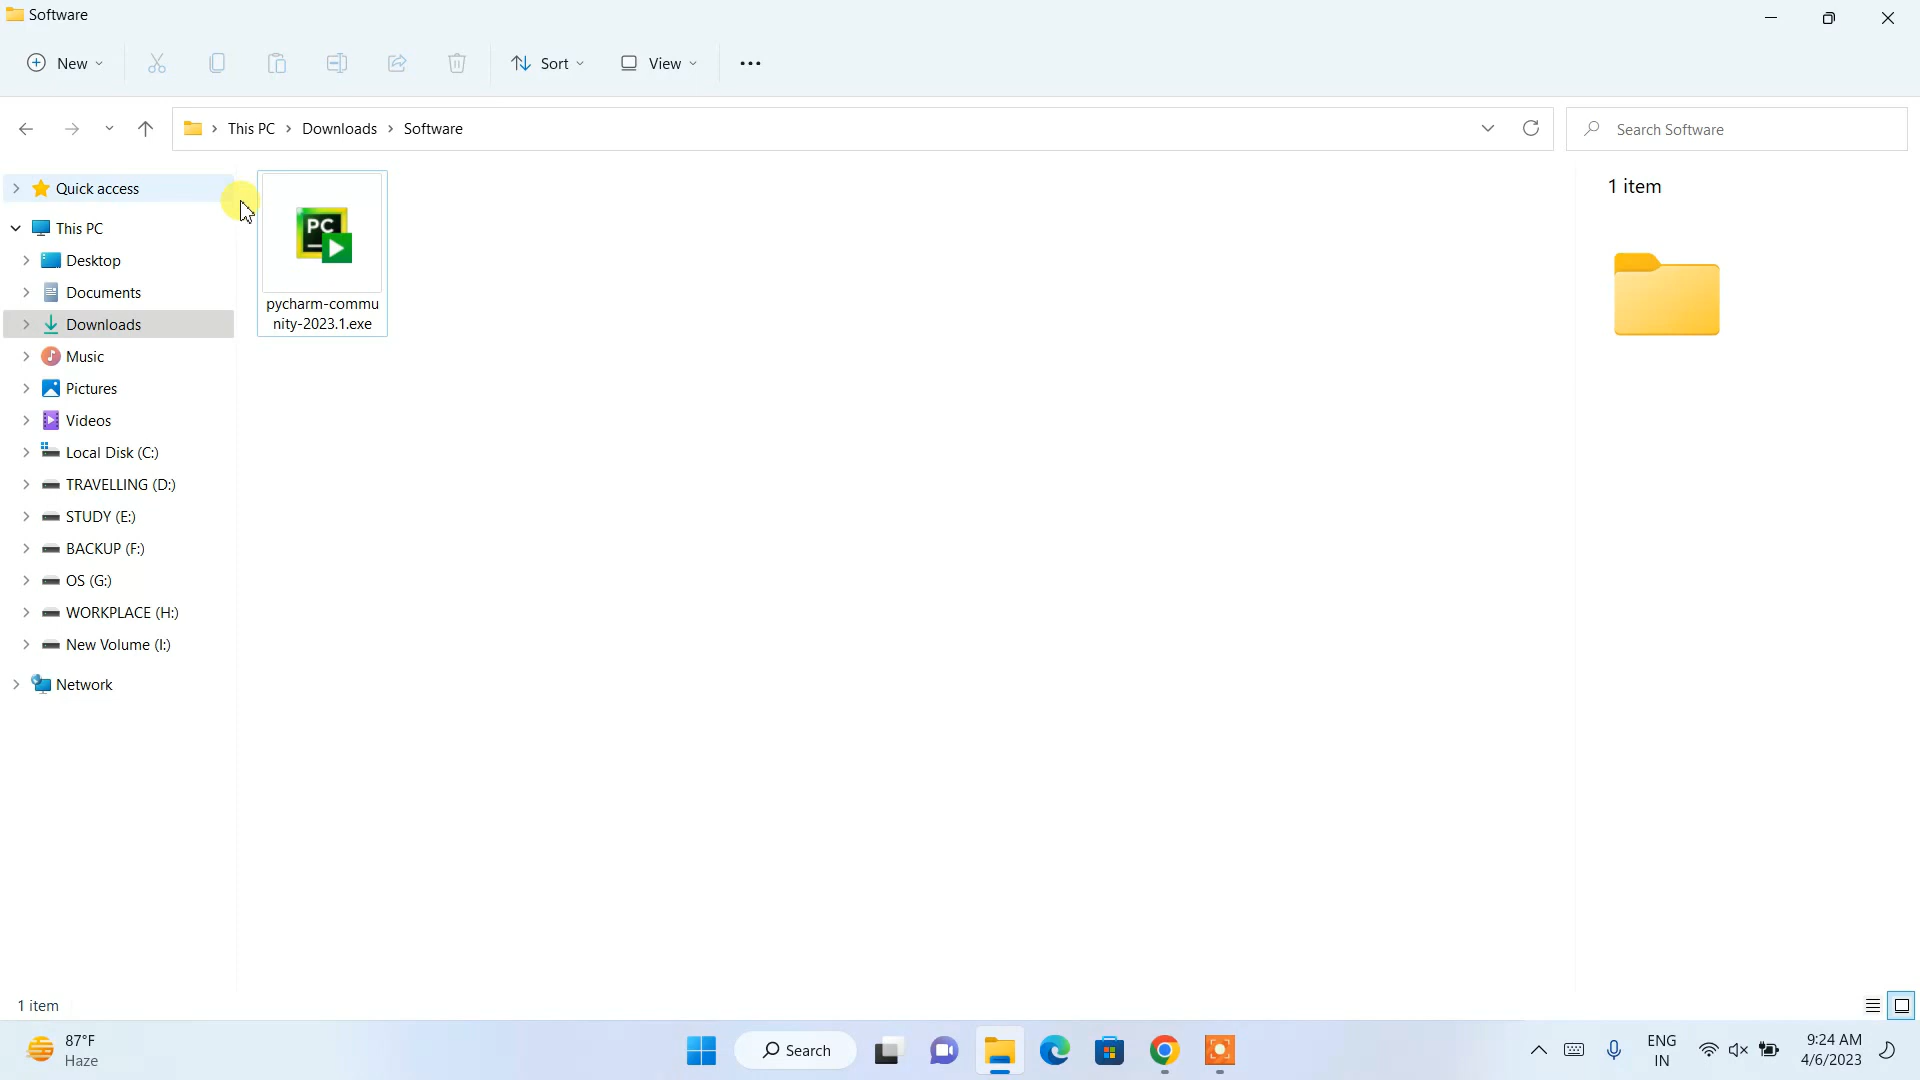 Software
New
Sort
View
This PC
Downloads
Software
Search Software
Quick access
This PC
Desktop
Documents
Downloads
Music
Pictures
Videos
Local Disk (C:)
TRAVELLING (D:)
STUDY (E:)
BACKUP (F:)
OS (G:)
WORKPLACE (H:)
New Volume (I:)
Network
PC
pycharm-commu
nity-2023.1.exe
1 item
1 item
87°F
Haze
Search
ENG
IN
9:24 AM
4/6/2023